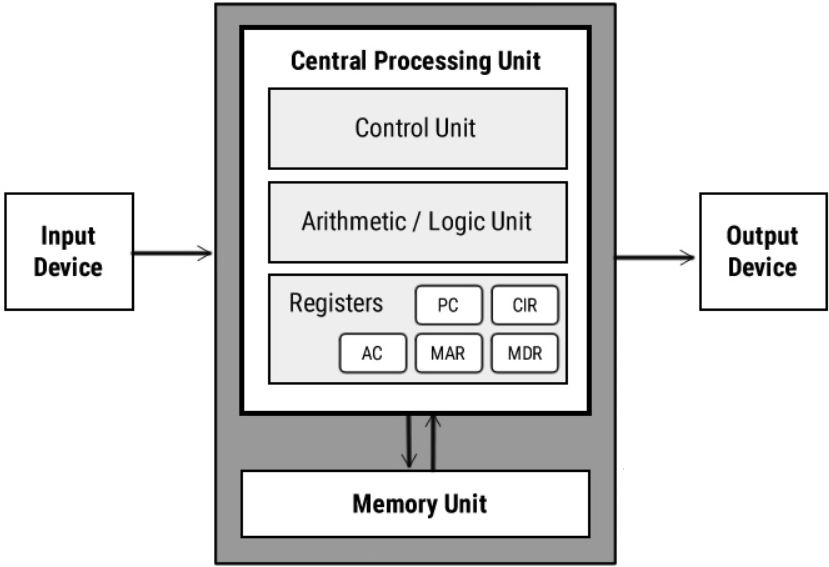 Central Processing Unit
Control Unit
Arithmetic / Logic Unit
Registers
PC
CIR
AC
MAR
MDR
Input
Device
Output
Device
Memory Unit